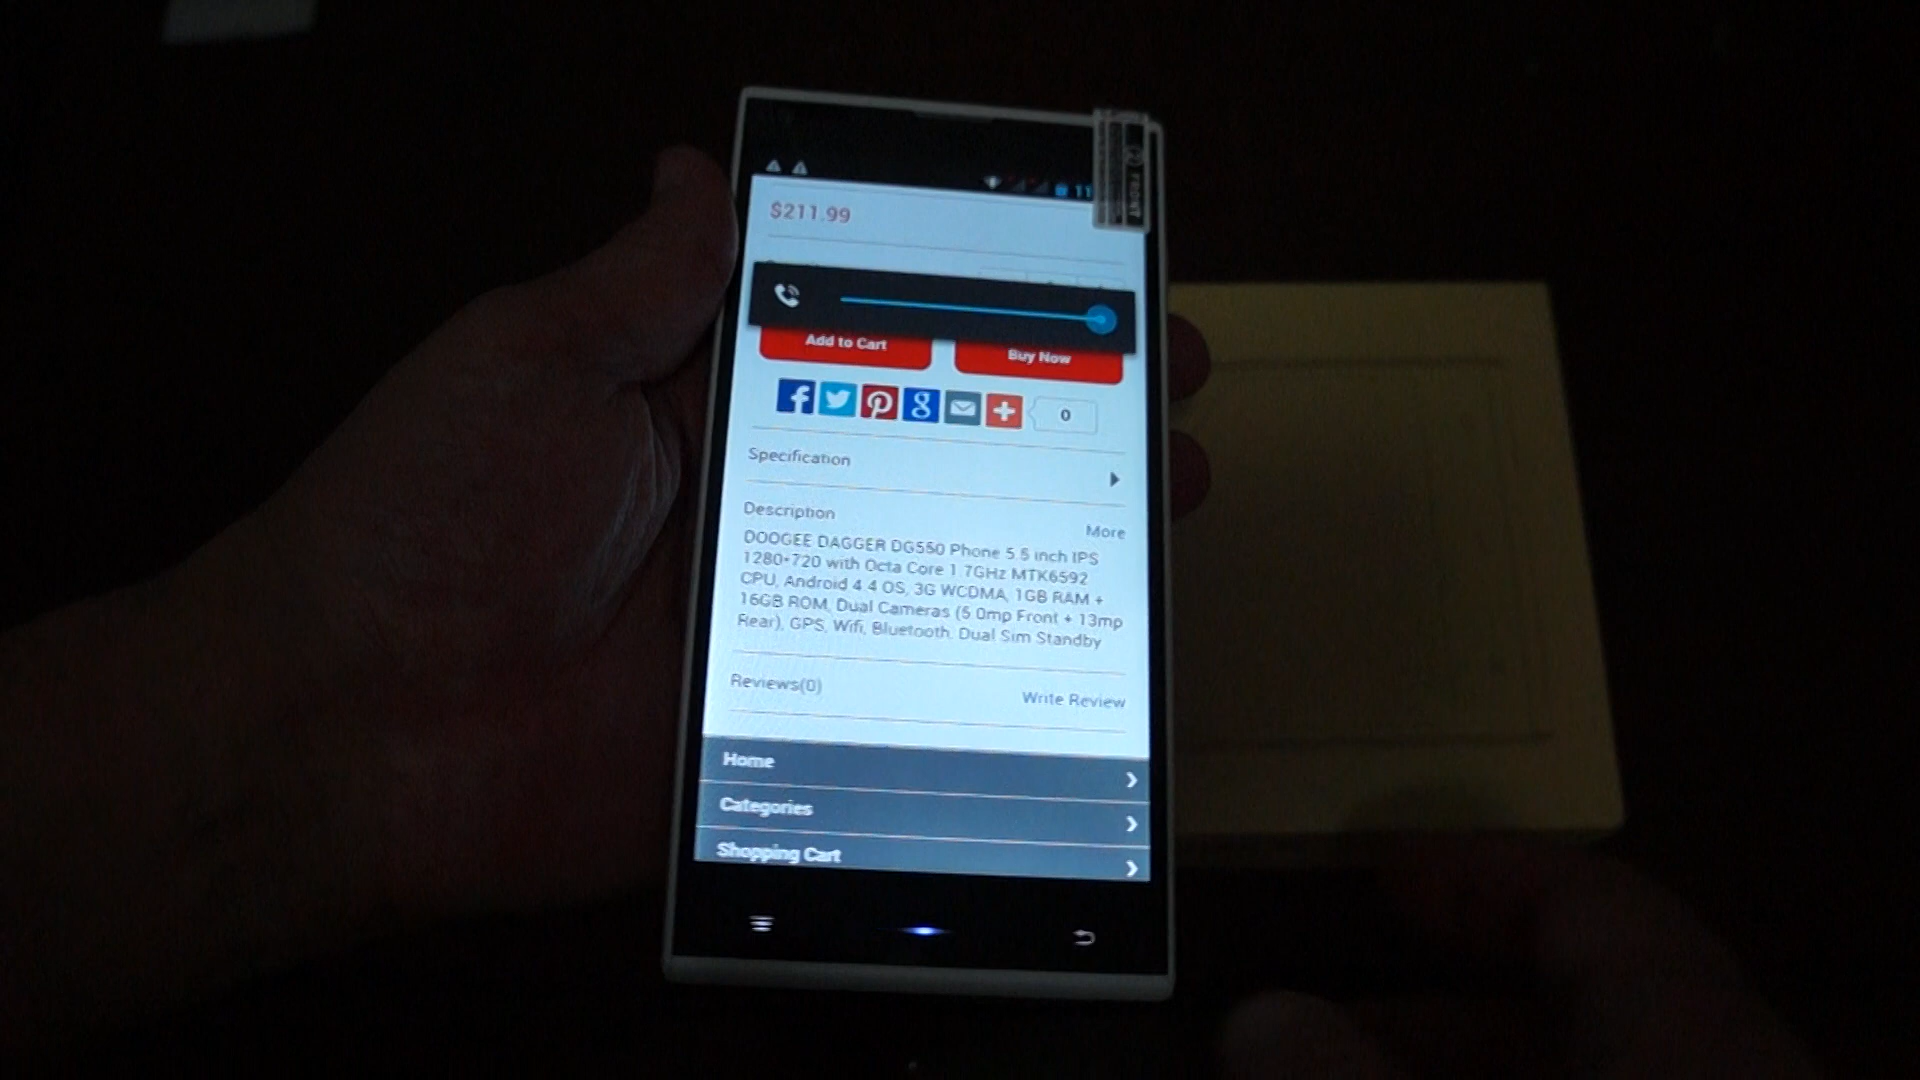 11
FRONT
$211.99
Add to Cart
Buy Now
0
Specification
Description
More
DOOGEE DAGGER DG550 Phone 5.5 inch IPS
1280*720 with Octa Core 1.7GHz MTK6592
CPU, Android 4.4 OS, 3G WCDMA, 1GB RAM +
16GB ROM, Dual Cameras (5.0mp Front + 13mp
Rear), GPS, Wifi, Bluetooth. Dual Sim Standby
Reviews(0)
Write Review
Home
Categories
Shopping Cart